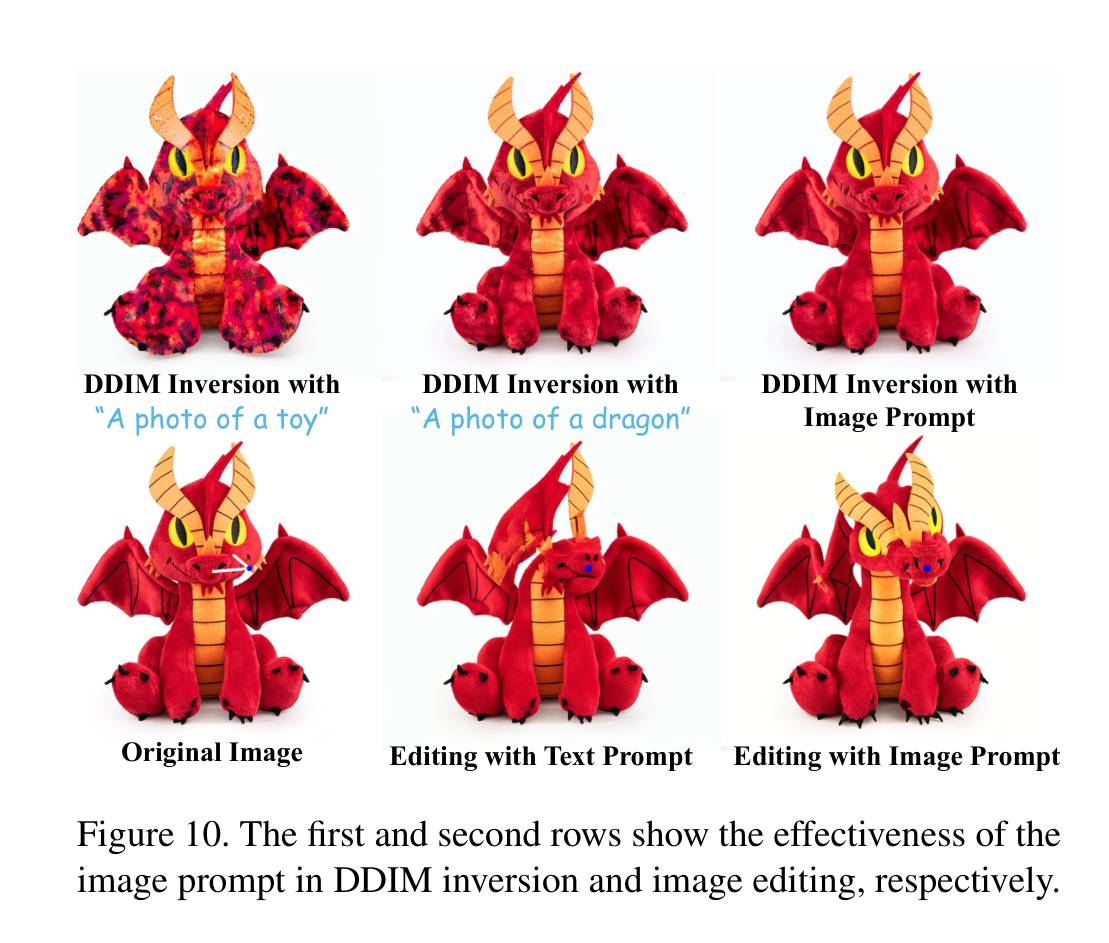 DDIM Inversion with
“A photo of a toy”
DDIM Inversion with
“A photo of a dragon”
DDIM Inversion with
Image Prompt
Original Image
Editing with Text Prompt
Editing with Image Prompt
Figure 10. The first and second rows show the effectiveness of the
image prompt in DDIM inversion and image editing, respectively.